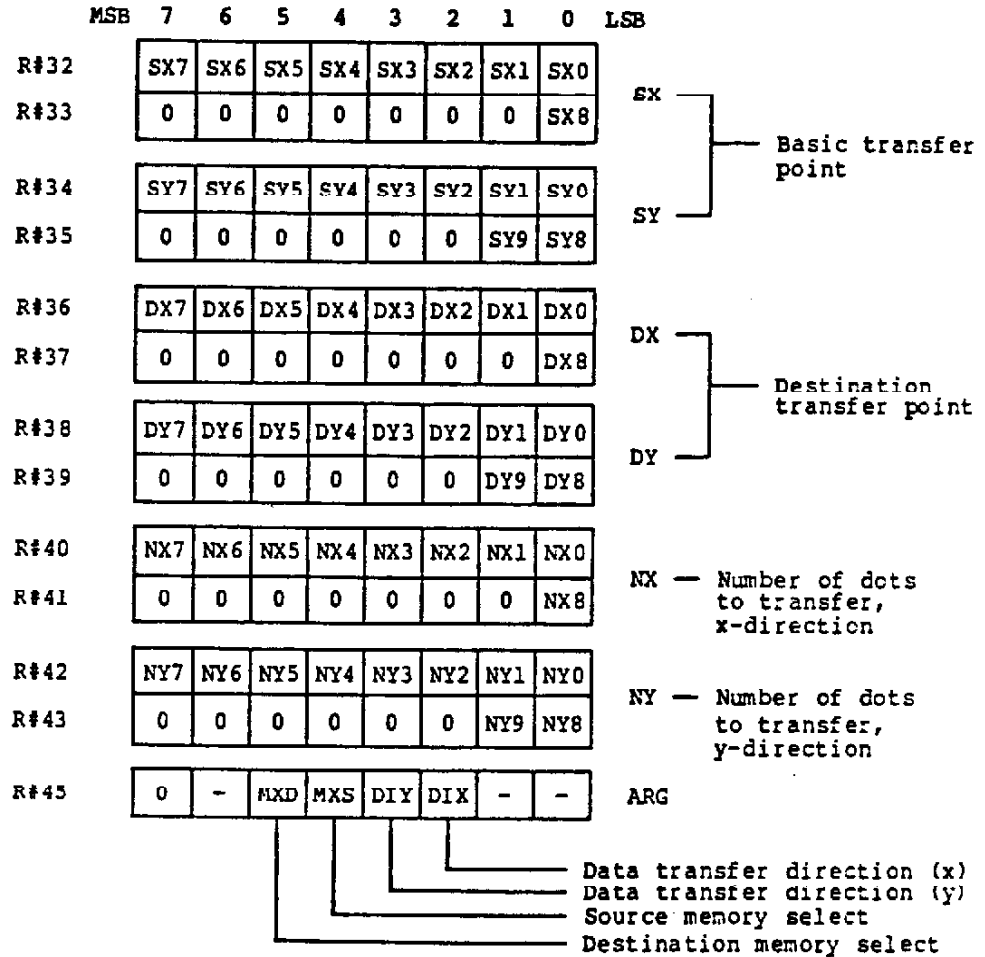 MSB 7 6 5 4 3 2 1 0 LSB
R#32 SX7 SX6 SX5 SX4 SX3 SX2 SX1 SX0
SX
R#33 0 0 0 0 0 0 0 SX8
Basic transfer
point
R#34 SY7 SY6 SY5 SY4 SY3 SY2 SY1 SY0
SY
R#35 0 0 0 0 0 0 SY9 SY8
R#36 DX7 DX6 DX5 DX4 DX3 DX2 DX1 DX0
DX
R#37 0 0 0 0 0 0 0 DX8
Destination
transfer point
R#38 DY7 DY6 DY5 DY4 DY3 DY2 DY1 DY0
DY
R#39 0 0 0 0 0 0 DY9 DY8
R#40 NX7 NX6 NX5 NX4 NX3 NX2 NX1 NX0
NX — Number of dots
R#41 0 0 0 0 0 0 0 NX8
to transfer,
x-direction
R#42 NY7 NY6 NY5 NY4 NY3 NY2 NY1 NY0
NY — Number of dots
R#43 0 0 0 0 0 0 NY9 NY8
to transfer,
y-direction
R#45 0 - MXD MXS DIY DIX - - ARG
Data transfer direction (x)
Data transfer direction (y)
Source memory select
Destination memory select